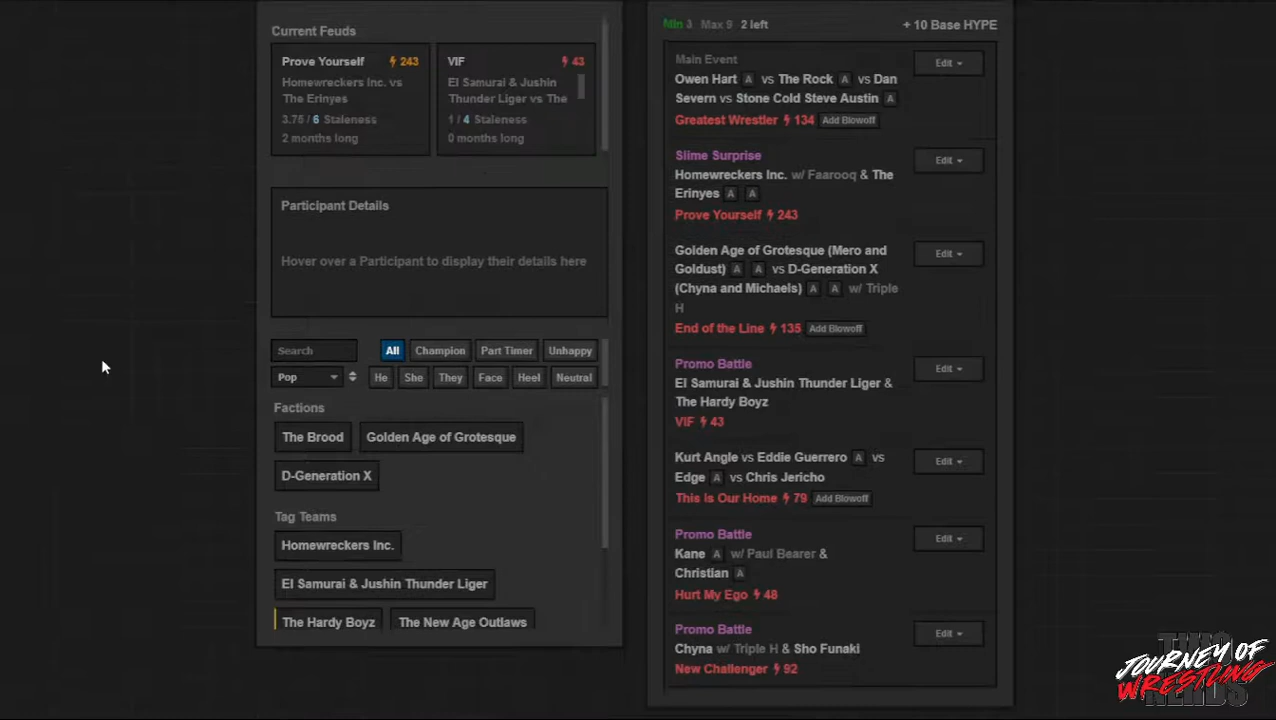 Current Feuds
Prove Yourself 243
Homewreckers Inc. vs
The Erinyes
3.75 / 6 Staleness
2 months long
VIF 43
El Samurai & Jushin
Thunder Liger vs The
1 / 4 Staleness
0 months long
Participant Details
Hover over a Participant to display their details here
Search All Champion Part Timer Unhappy
Pop He She They Face Heel Neutral
Factions
The Brood Golden Age of Grotesque
D-Generation X
Tag Teams
Homewreckers Inc.
El Samurai & Jushin Thunder Liger
The Hardy Boyz The New Age Outlaws
Min 3 Max 9 2 left + 10 Base HYPE
Main Event Edit
Owen Hart A vs The Rock A vs Dan
Severn vs Stone Cold Steve Austin A
Greatest Wrestler 134 Add Blowoff
Slime Surprise Edit
Homewreckers Inc. w/ Faarooq & The
Erinyes A A
Prove Yourself 243
Golden Age of Grotesque (Mero and Edit
Goldust) A A vs D-Generation X
(Chyna and Michaels) A A w/ Triple
H
End of the Line 135 Add Blowoff
Promo Battle Edit
El Samurai & Jushin Thunder Liger &
The Hardy Boyz
VIF 43
Kurt Angle vs Eddie Guerrero A vs Edit
Edge A vs Chris Jericho
This Is Our Home 79 Add Blowoff
Promo Battle Edit
Kane A w/ Paul Bearer &
Christian A
Hurt My Ego 48
Promo Battle Edit
Chyna w/ Triple H & Sho Funaki
New Challenger 92
JOURNEY OF
WRESTLING